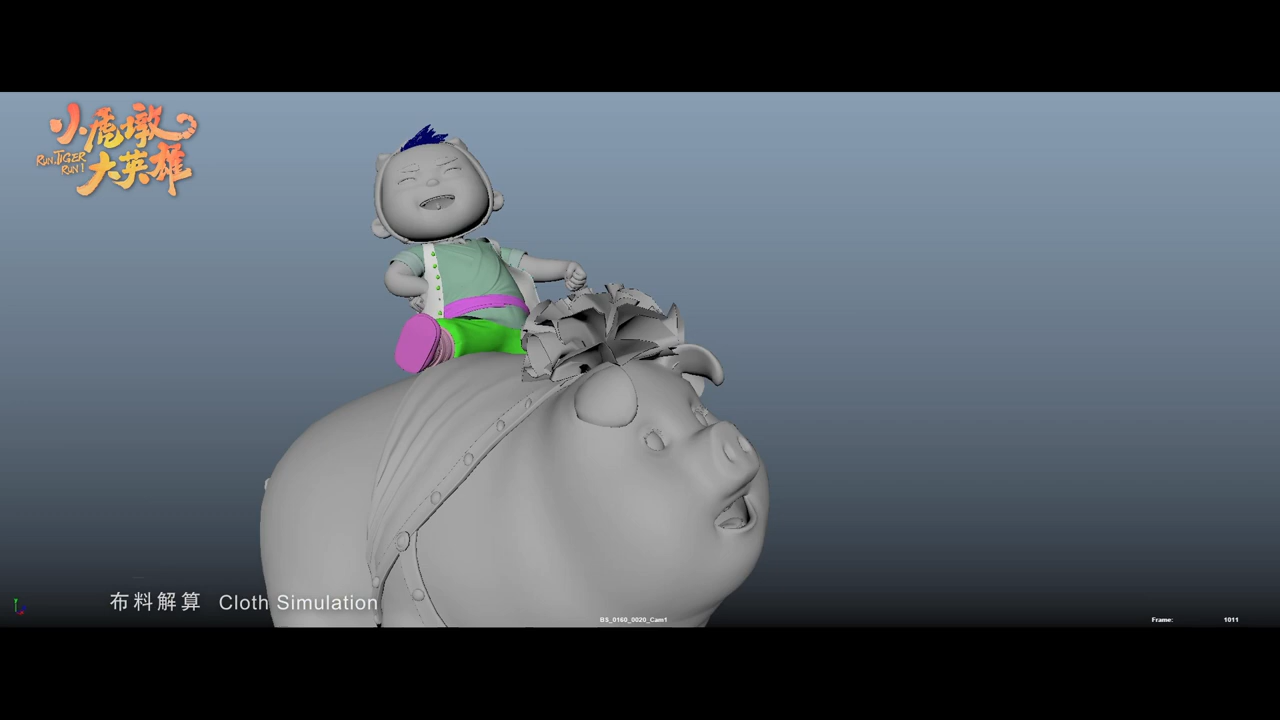 小虎墩
大英雄
RUN, TIGER
RUN!
布料解算 Cloth Simulation
BS_0160_0020_Cam1
Frame: 1011